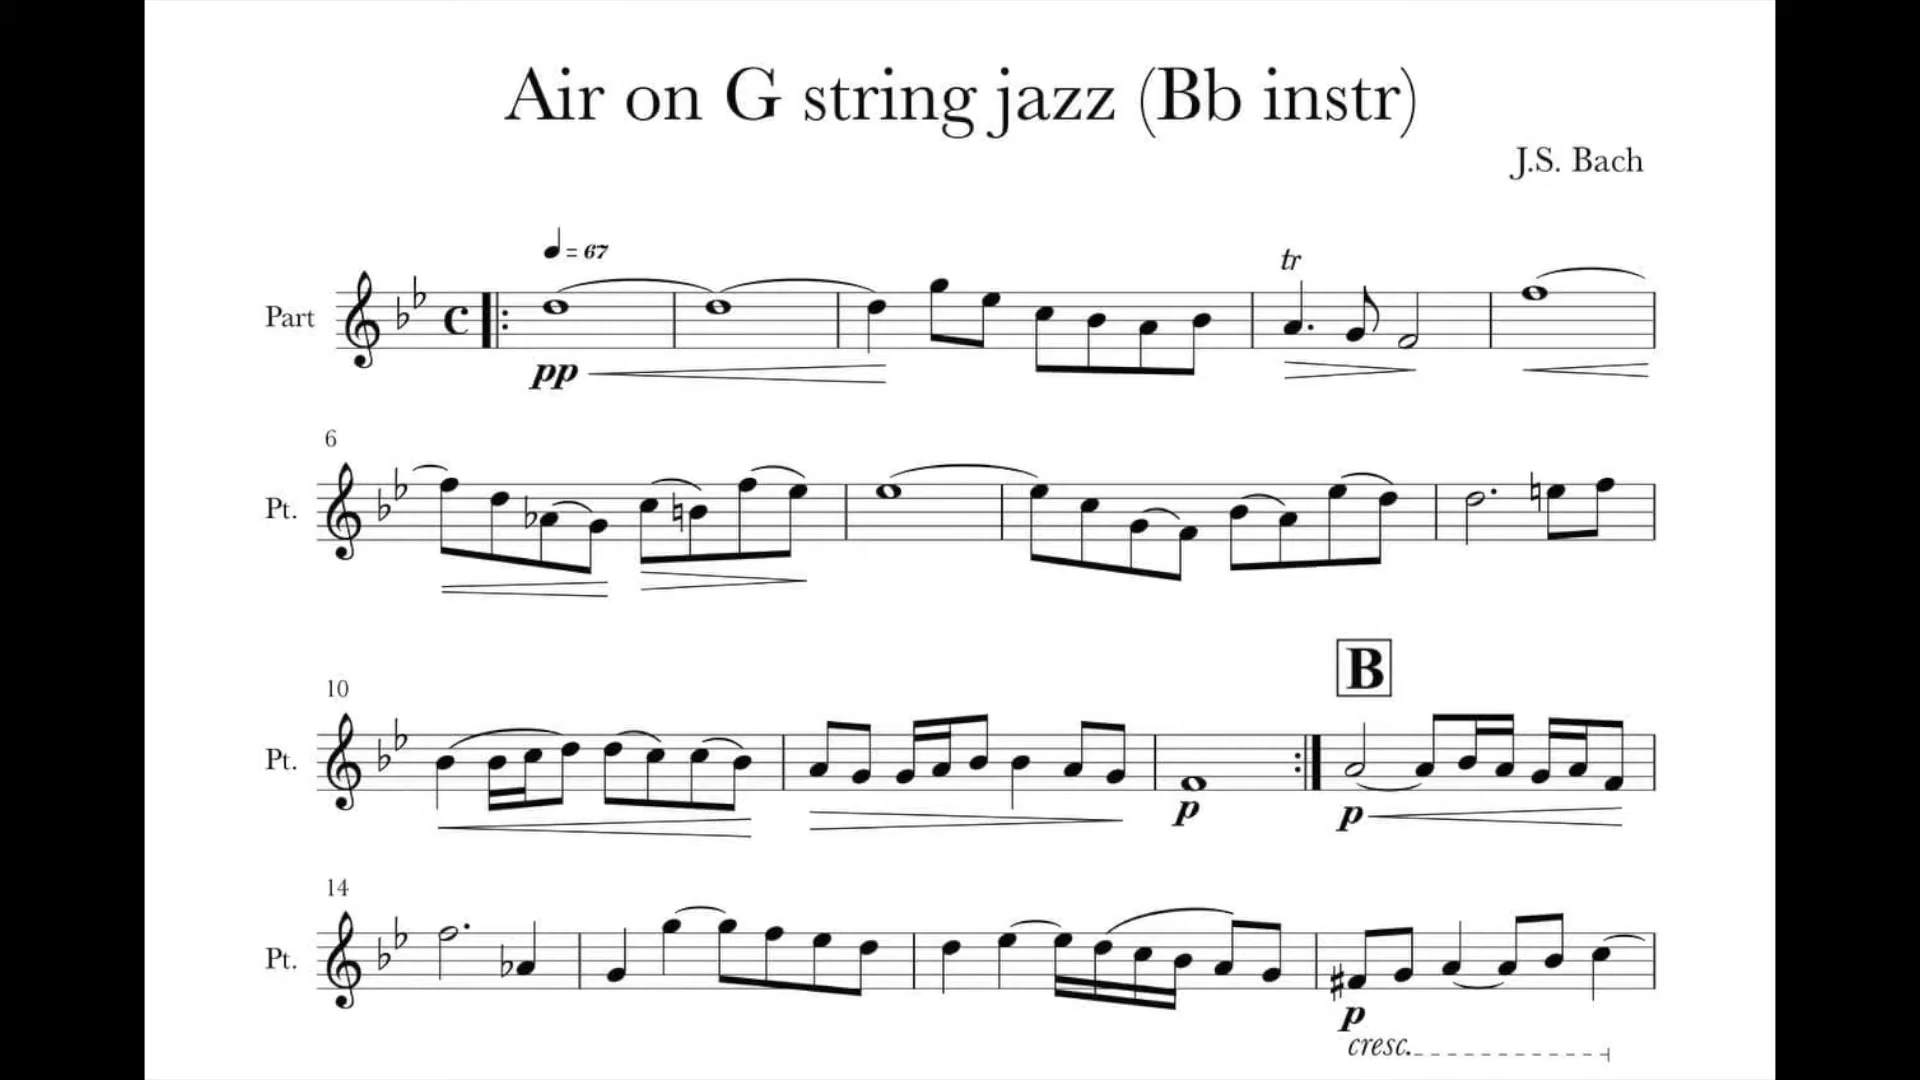 Air on G string jazz (Bb instr)
J.S. Bach
= 67
tr
Part
pp
6
Pt.
B
10
Pt.
p
p
14
Pt.
p
cresc.